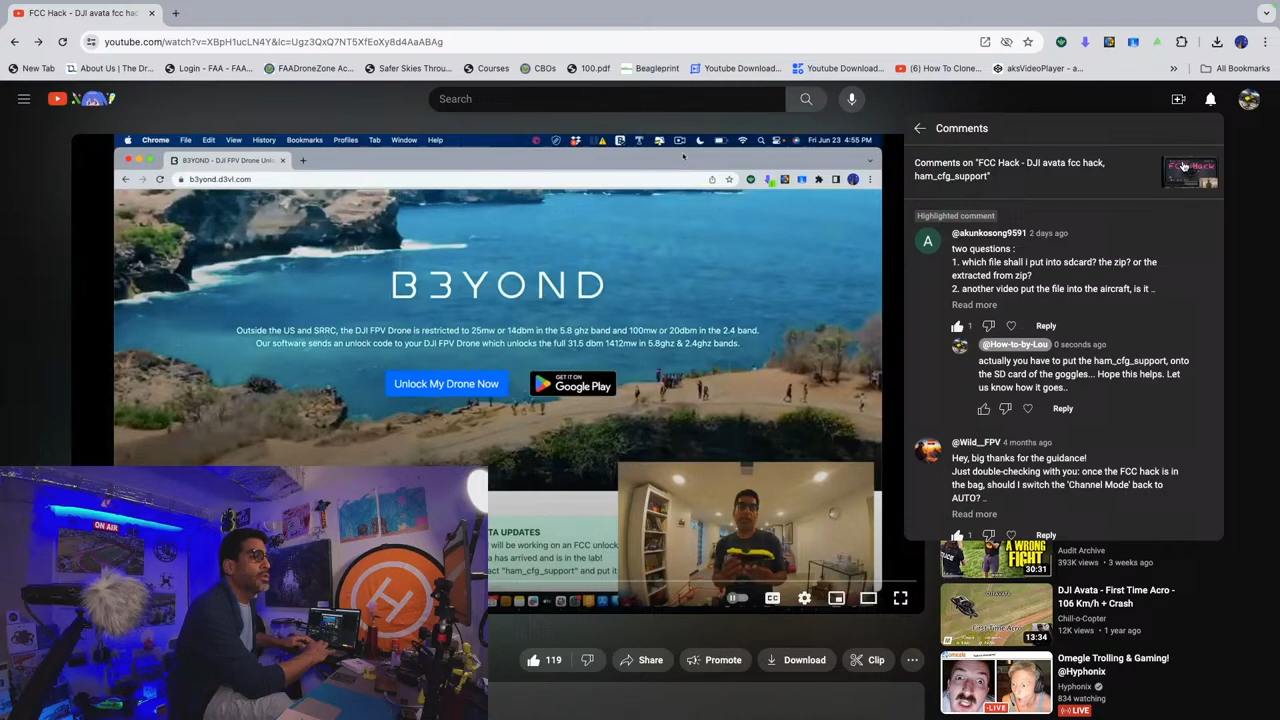 FCC Hack - DJI avata fcc hac
youtube.com/watch?v=XBpH1ucLN4Y&lc=Ugz3QxQ7NT5XfEoXy8d4AaABAg
New Tab
About Us | The Dr...
Login - FAA - FAA...
FAADroneZone Ac...
Safer Skies Throu...
Courses
CBOs
100.pdf
Beagleprint
Youtube Download...
Youtube Download...
(6) How To Clone...
aksVideoPlayer - a...
»
All Bookmarks
Search
Chrome File Edit View History Bookmarks Profiles Tab Window Help
Fri Jun 23 4:55 PM
B3YOND - DJI FPV Drone Unlo
b3yond.d3vl.com
B3YOND
Outside the US and SRRC, the DJI FPV Drone is restricted to 25mw or 14dbm in the 5.8 ghz band and 100mw or 20dbm in the 2.4 band.
Our software sends an unlock code to your DJI FPV Drone which unlocks the full 31.5 dbm 1412mw in 5.8ghz & 2.4ghz bands.
Unlock My Drone Now
GET IT ON
Google Play
TA UPDATES
will be working on an FCC unlock
ta has arrived and is in the lab!
ect "ham_cfg_support" and put it
ON AIR
H
119
Share
Promote
Download
Clip
Comments
Comments on "FCC Hack - DJI avata fcc hack,
ham_cfg_support"
Highlighted comment
A
@akunkosong9591 2 days ago
two questions :
1. which file shall i put into sdcard? the zip? or the
extracted from zip?
2. another video put the file into the aircraft, is it ..
Read more
1
Reply
@How-to-by-Lou 0 seconds ago
actually you have to put the ham_cfg_support, onto
the SD card of the goggles... Hope this helps. Let
us know how it goes..
Reply
@Wild__FPV 4 months ago
Hey, big thanks for the guidance!
Just double-checking with you: once the FCC hack is in
the bag, should I switch the 'Channel Mode' back to
AUTO? ..
Read more
1
Reply
A WRONG
FIGHT
30:31
Audit Archive
393K views • 3 weeks ago
DJIAVATA
First Time Acro
13:34
DJI Avata - First Time Acro -
106 Km/h + Crash
Chill-o-Copter
12K views • 1 year ago
LIVE
Omegle Trolling & Gaming!
@Hyphonix
Hyphonix
834 watching
LIVE